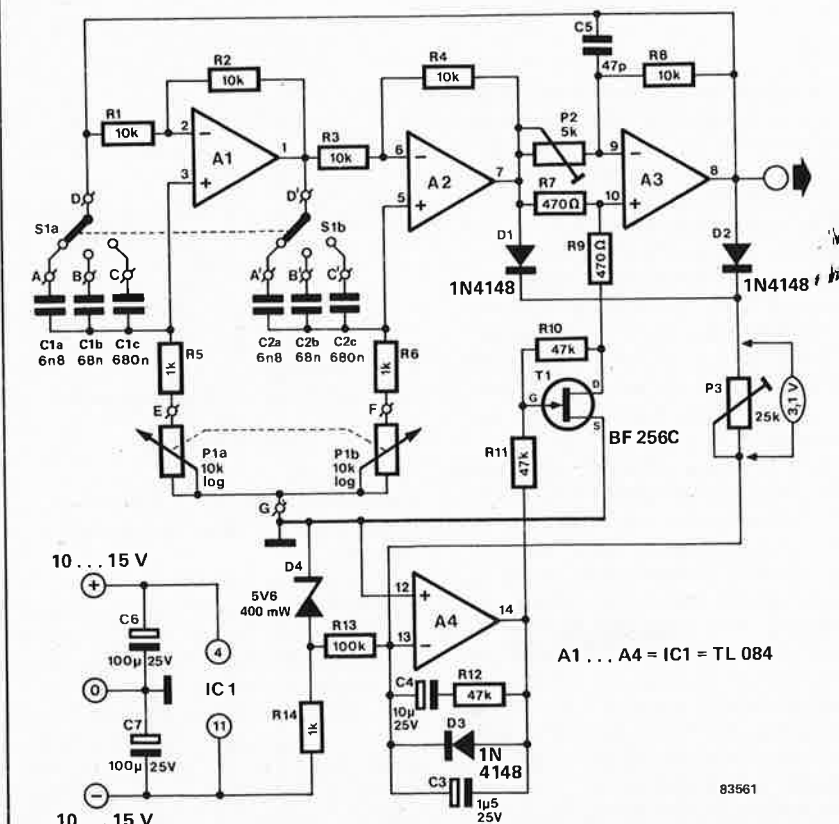 C5
47p
R2
10k
R4
10k
R8
10k
R1
10k
2
A1
1
3
R3
10k
6
A2
7
5
P2
5k
9
A3
8
10
R7
470Ω
R9
470Ω
D
S1a
A
B
C
D'
S1b
A'
B'
C'
D1
1N4148
D2
1N4148
C1a
6n8
C1b
68n
C1c
680n
R5
1k
C2a
6n8
C2b
68n
C2c
680n
R6
1k
R10
47k
T1
G
D
S
BF 256C
P3
25k
3,1 V
E
P1a
10k
log
F
P1b
10k
log
R11
47k
G
10 ... 15 V
+
C6
100µ 25V
0
C7
100µ 25V
−
10 ... 15 V
4
IC 1
11
D4
5V6
400 mW
R13
100k
R14
1k
12
A4
14
13
C4
10µ
25V
R12
47k
D3
1N
4148
C3
1µ5
25V
A1 ... A4 = IC1 = TL 084
83561